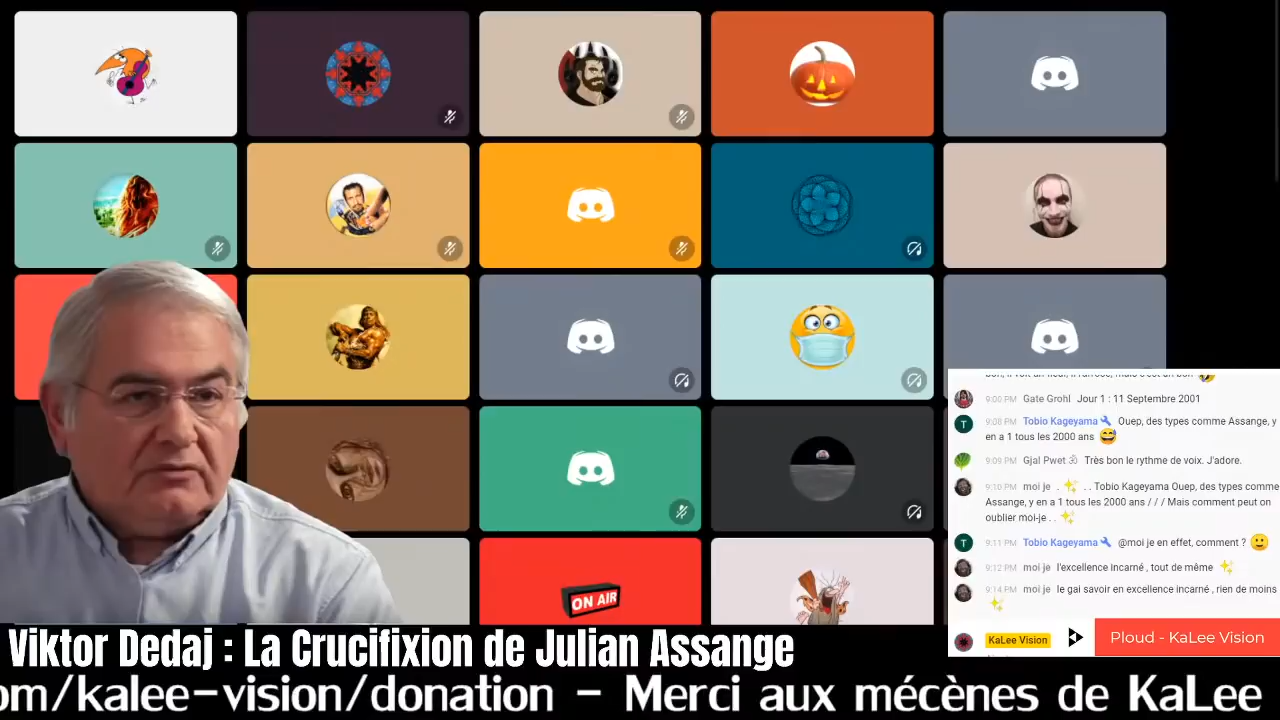 9:00 PM Gate Grohl Jour 1 : 11 Septembre 2001
9:08 PM Tobio Kageyama Ouep, des types comme Assange, y
en a 1 tous les 2000 ans
9:09 PM Gjal Pwet ॐ Très bon le rythme de voix. J'adore.
9:10 PM moi je . ✨ . . Tobio Kageyama Ouep, des types comme
Assange, y en a 1 tous les 2000 ans / / / Mais comment peut on
oublier moi-je . . ✨
T
T
9:11 PM Tobio Kageyama @moi je en effet, comment ? 🙂
9:12 PM moi je l'excellence incarné , tout de même ✨
9:14 PM moi je le gai savoir en excellence incarné , rien de moins
✨
ON AIR
KaLee Vision
Ploud - KaLee Vision
Viktor Dedaj : La Crucifixion de Julian Assange
om/kalee-vision/donation - Merci aux mécènes de KaLee